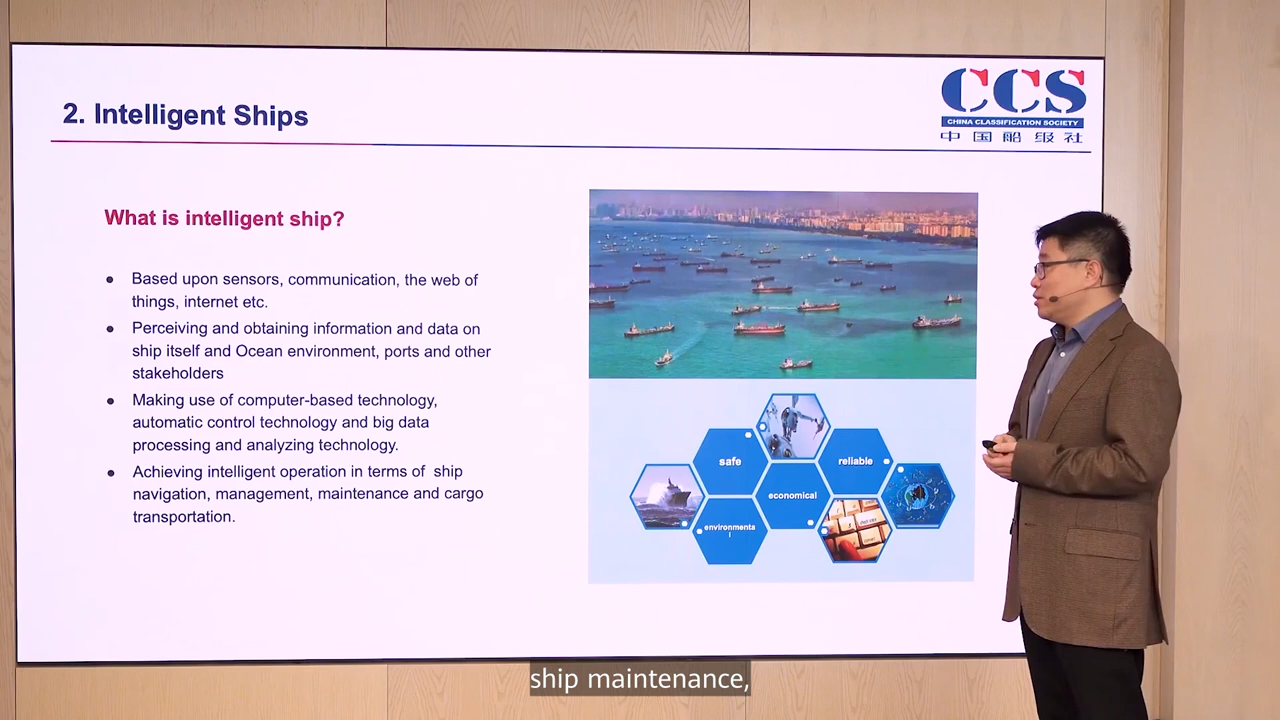 2. Intelligent Ships
CCS
CHINA CLASSIFICATION SOCIETY
中国船级社
What is intelligent ship?
● Based upon sensors, communication, the web of
things, internet etc.
● Perceiving and obtaining information and data on
ship itself and Ocean environment, ports and other
stakeholders
● Making use of computer-based technology,
automatic control technology and big data
processing and analyzing technology.
● Achieving intelligent operation in terms of ship
navigation, management, maintenance and cargo
transportation.
safe
reliable
economical
environmenta
l
ship maintenance,